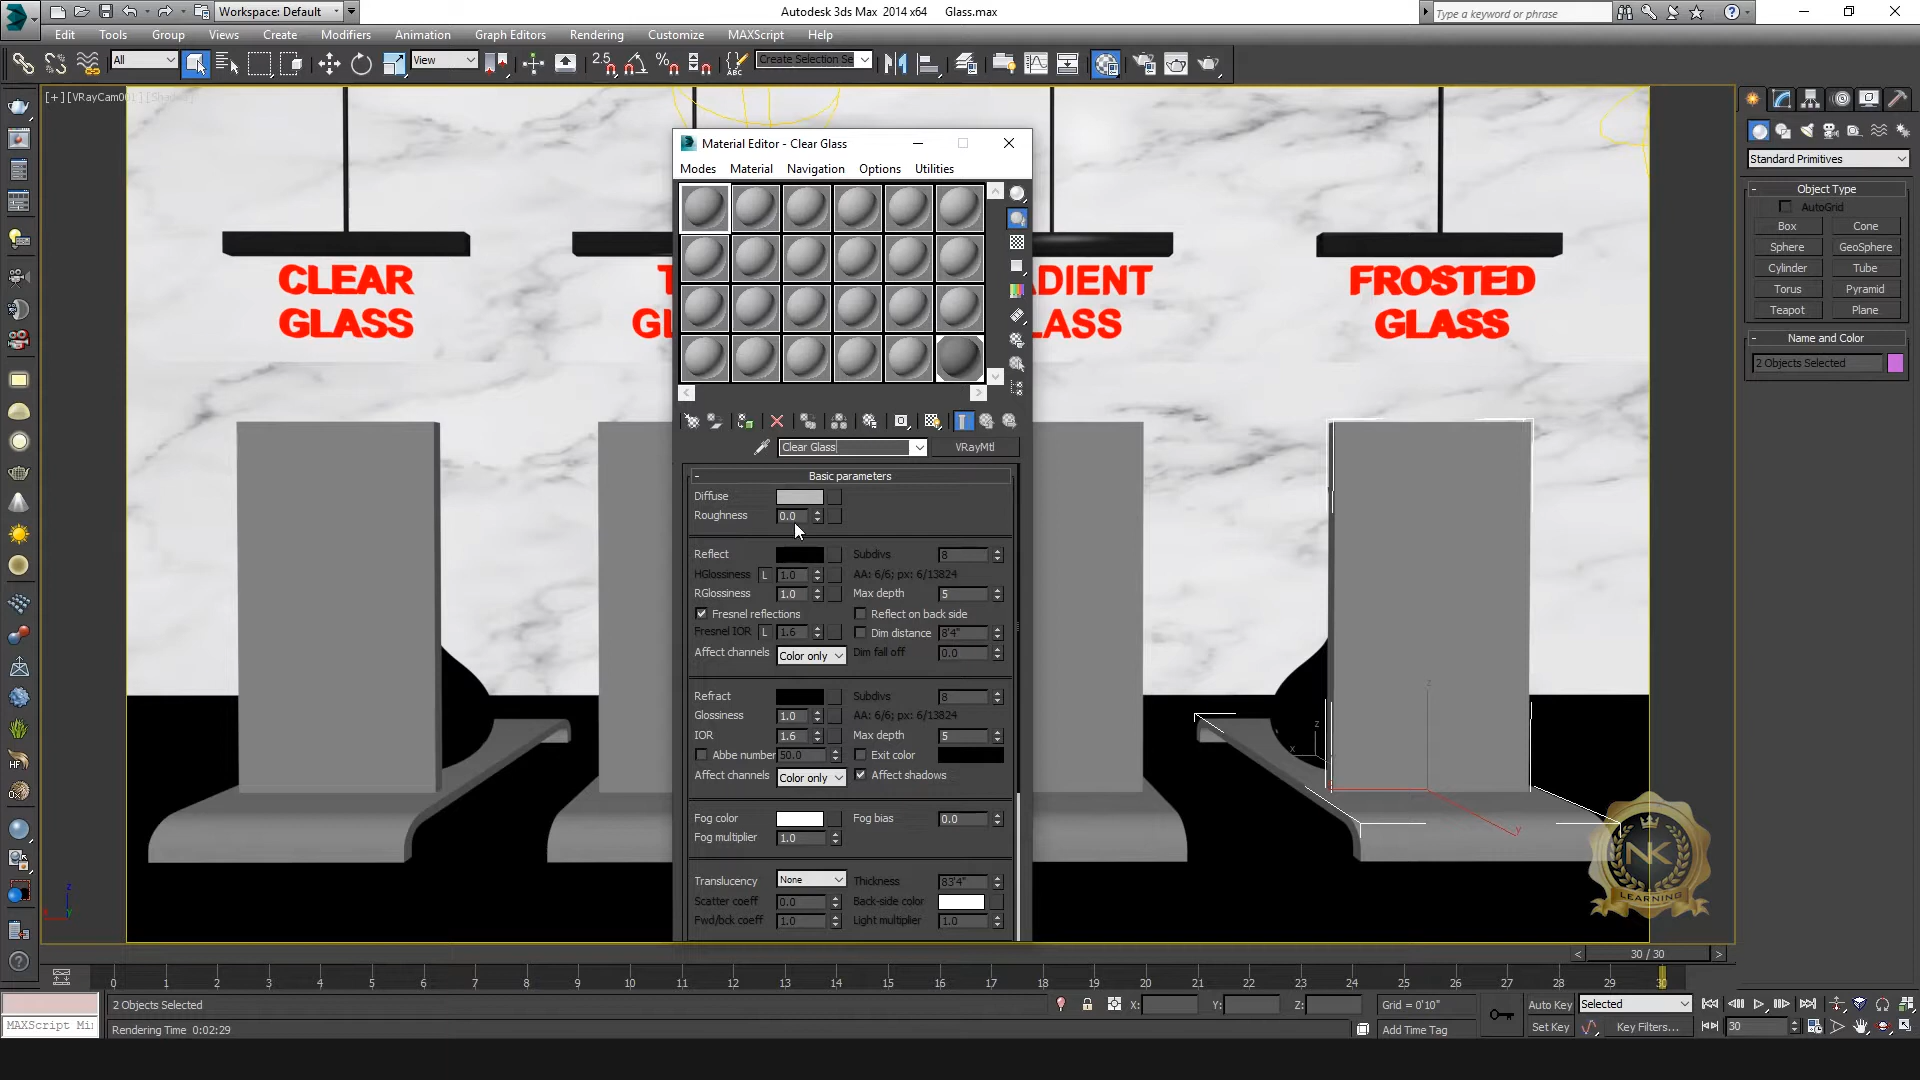 Workspace: Default
Autodesk 3ds Max 2014 x64 Glass.max
Type a keyword or phrase
Edit Tools Group Views Create Modifiers Animation Graph Editors Rendering Customize MAXScript Help
All
View
2.5
Create Selection Se
[+][VRayCam001][Shaded]
Material Editor - Clear Glass
Modes Material Navigation Options Utilities
CLEAR
GLASS
T
GL
DIENT
ASS
FROSTED
GLASS
Clear Glass
VRayMtl
Basic parameters
Diffuse
Roughness 0.0
Reflect Subdivs 8
HGlossiness L 1.0 AA: 6/6; px: 6/13824
RGlossiness 1.0 Max depth 5
Fresnel reflections Reflect on back side
Fresnel IOR L 1.6 Dim distance 8'4"
Affect channels Color only Dim fall off 0.0
Refract Subdivs 8
Glossiness 1.0 AA: 6/6; px: 6/13824
IOR 1.6 Max depth 5
Abbe number 50.0 Exit color
Affect channels Color only Affect shadows
Fog color Fog bias 0.0
Fog multiplier 1.0
Translucency None Thickness 83'4"
Scatter coeff 0.0 Back-side color
Fwd/bck coeff 1.0 Light multiplier 1.0
Standard Primitives
Object Type
AutoGrid
Box Cone
Sphere GeoSphere
Cylinder Tube
Torus Pyramid
Teapot Plane
Name and Color
2 Objects Selected
z
x
z
y
NK
LEARNING
HF
z
x
y
< 30 / 30 >
0 1 2 3 4 5 6 7 8 9 10 11 12 13 14 15 16 17 18 19 20 21 22 23 24 25 26 27 28 29 30
2 Objects Selected
X: Y: Z: Grid = 0'10" Auto Key Selected
MAXScript Mi
Rendering Time 0:02:29
Add Time Tag Set Key Key Filters... 30